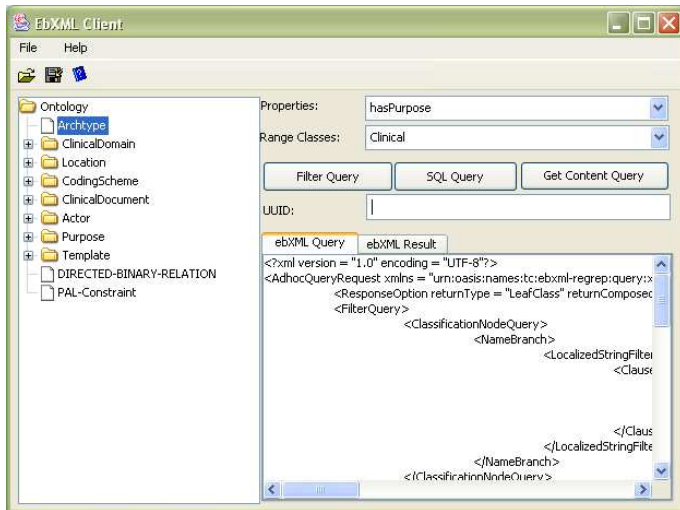 EbXML Client
File Help
Ontology
Archtype
ClinicalDomain
Location
CodingScheme
ClinicalDocument
Actor
Purpose
Template
DIRECTED-BINARY-RELATION
PAL-Constraint
Properties: hasPurpose
Range Classes: Clinical
Filter Query SQL Query Get Content Query
UUID:
ebXML Query ebXML Result
<?xml version = "1.0" encoding = "UTF-8"?>
<AdhocQueryRequest xmlns = "urn:oasis:names:tc:ebxml-regrep:query:x
<ResponseOption returnType = "LeafClass" returnComposed
<FilterQuery>
<ClassificationNodeQuery>
<NameBranch>
<LocalizedStringFilter
<Clause
</Claus
</LocalizedStringFilte
</NameBranch>
</ClassificationNodeQuery>